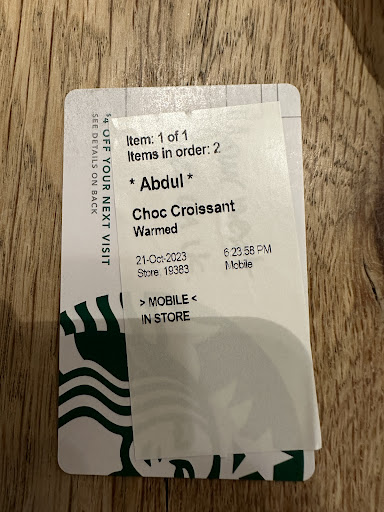 $4 OFF YOUR NEXT VISIT
SEE DETAILS ON BACK
Item: 1 of 1
Items in order: 2
* Abdul *
Choc Croissant
Warmed
21-Oct-2023 6:23:58 PM
Store: 19383 Mobile
> MOBILE <
IN STORE